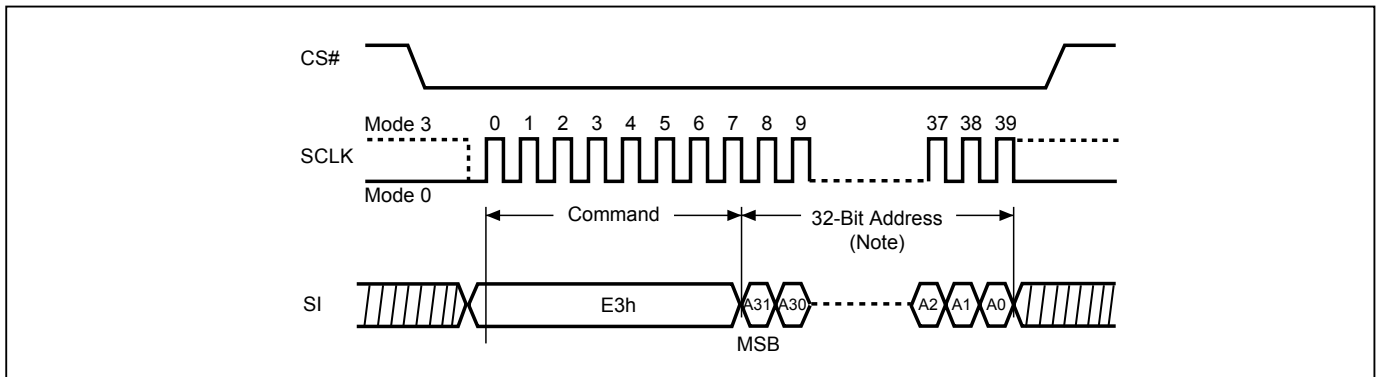 CS#
Mode 3 0 1 2 3 4 5 6 7 8 9 37 38 39
SCLK
Mode 0
Command 32-Bit Address
(Note)
SI E3h A31 A30 A2 A1 A0
MSB